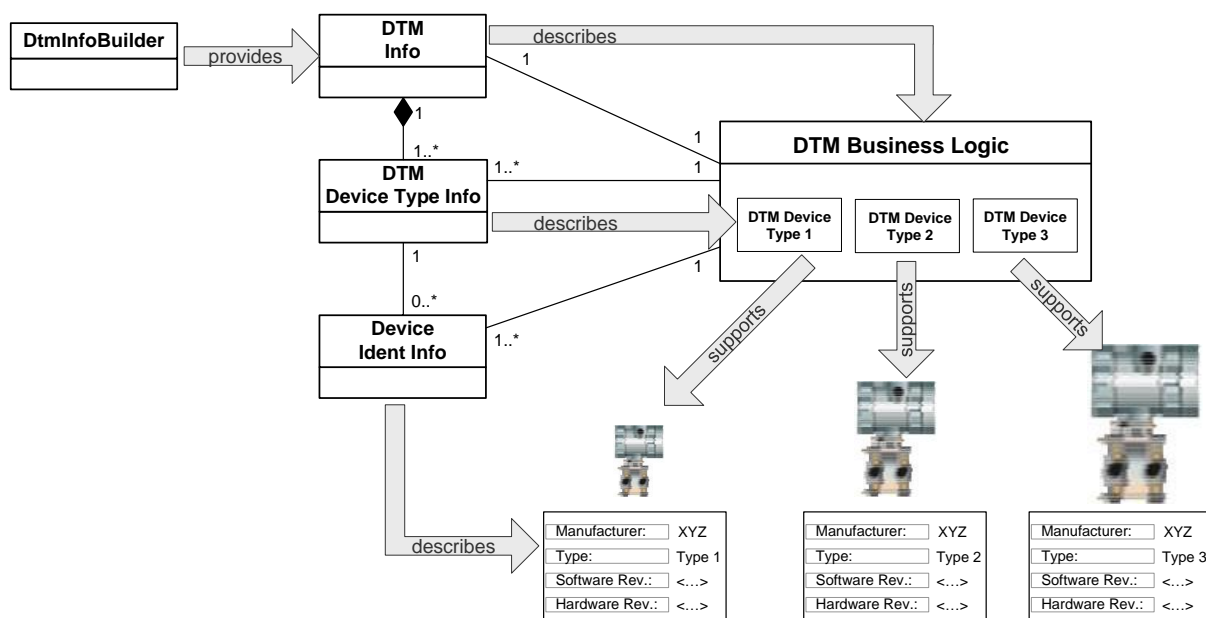 DtmInfoBuilder
provides
DTM
Info
describes
1
1
1
1..*
DTM
Device Type Info
1..*
1
describes
DTM Business Logic
DTM Device
Type 1
DTM Device
Type 2
DTM Device
Type 3
1
0..*
1
1..*
Device
Ident Info
supports
supports
supports
describes
Manufacturer: XYZ
Type: Type 1
Software Rev.: <...>
Hardware Rev.: <...>
Manufacturer: XYZ
Type: Type 2
Software Rev.: <...>
Hardware Rev.: <...>
Manufacturer: XYZ
Type: Type 3
Software Rev.: <...>
Hardware Rev.: <...>